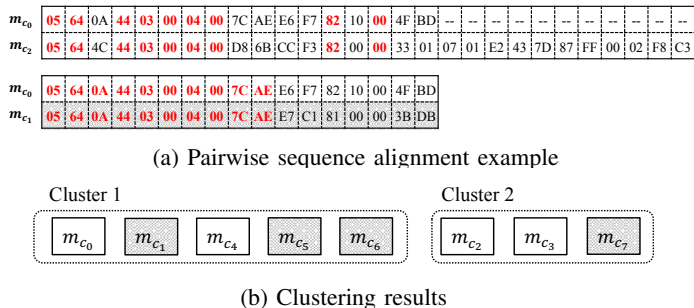 m_c0 05 64 0A 44 03 00 04 00 7C AE E6 F7 82 10 00 4F BD -- -- -- -- -- -- -- -- -- --
m_c2 05 64 4C 44 03 00 04 00 D8 6B CC F3 82 00 00 33 01 07 01 E2 43 7D 87 FF 00 02 F8 C3
m_c0 05 64 0A 44 03 00 04 00 7C AE E6 F7 82 10 00 4F BD
m_c1 05 64 0A 44 03 00 04 00 7C AE E7 C1 81 00 00 3B DB
(a) Pairwise sequence alignment example
Cluster 1 Cluster 2
m_c0 m_c1 m_c4 m_c5 m_c6 m_c2 m_c3 m_c7
(b) Clustering results